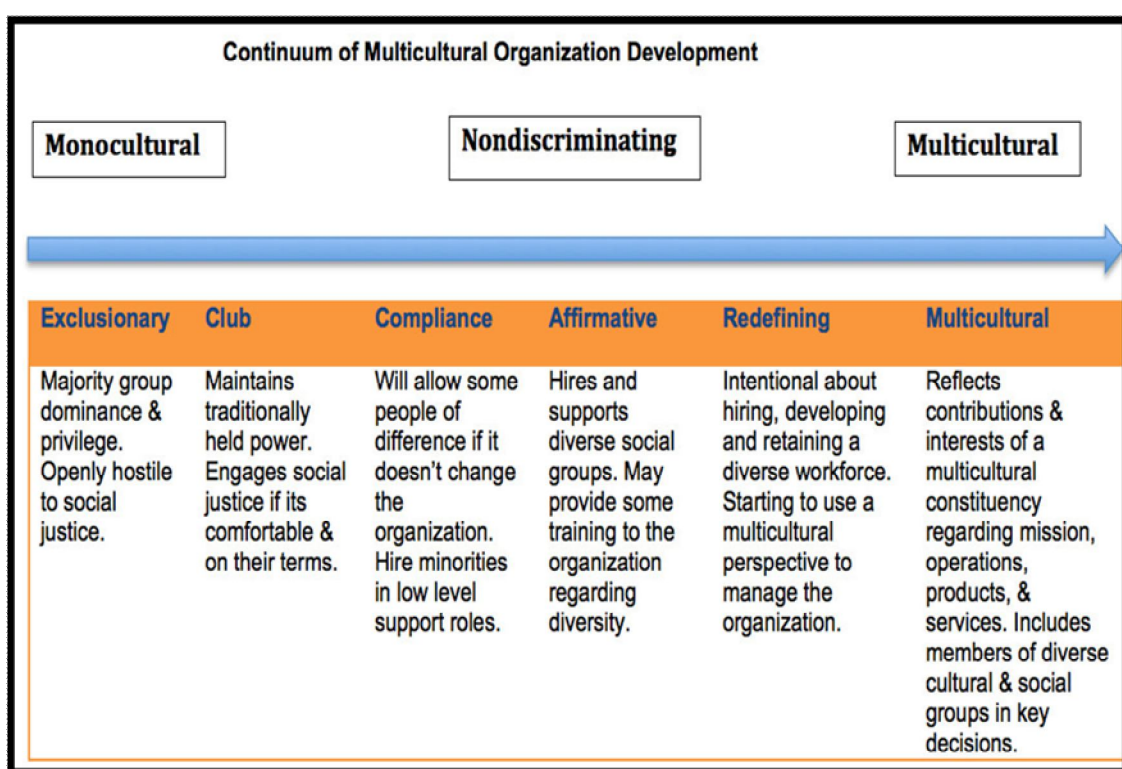 Continuum of Multicultural Organization Development
Monocultural
Nondiscriminating
Multicultural
Exclusionary
Club
Compliance
Affirmative
Redefining
Multicultural
Majority group
dominance &
privilege.
Openly hostile
to social
justice.
Maintains
traditionally
held power.
Engages social
justice if its
comfortable &
on their terms.
Will allow some
people of
difference if it
doesn't change
the
organization.
Hire minorities
in low level
support roles.
Hires and
supports
diverse social
groups. May
provide some
training to the
organization
regarding
diversity.
Intentional about
hiring, developing
and retaining a
diverse workforce.
Starting to use a
multicultural
perspective to
manage the
organization.
Reflects
contributions &
interests of a
multicultural
constituency
regarding mission,
operations,
products, &
services. Includes
members of diverse
cultural & social
groups in key
decisions.